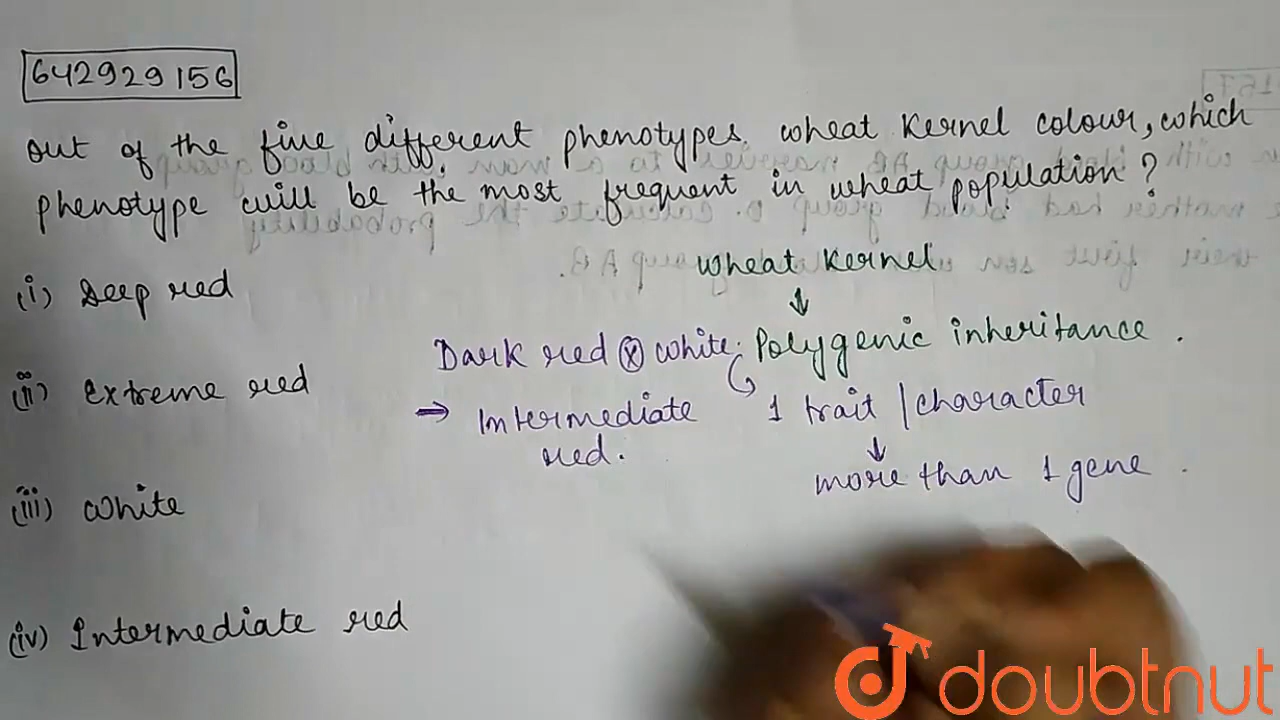 642929156
out of the five different phenotypes wheat kernel colour, which
phenotype will be the most frequent in wheat population?
wheat kernel
(i) Deep red
Dark red ⓧ white. Polygenic inheritance.
(ii) Extreme red
→ Intermediate 1 trait / character
red.
more than 1 gene.
(iii) White
(iv) Intermediate red
doubtnut